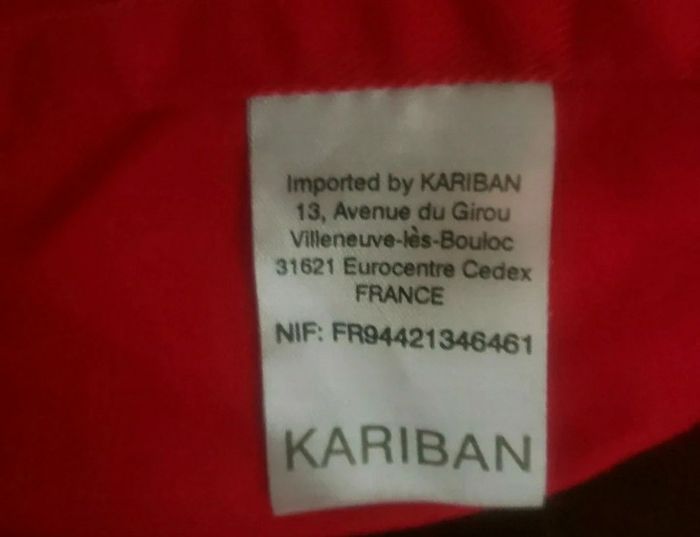 Imported by KARIBAN
13, Avenue du Girou
Villeneuve-lès-Bouloc
31621 Eurocentre Cedex
FRANCE
NIF: FR94421346461
KARIBAN